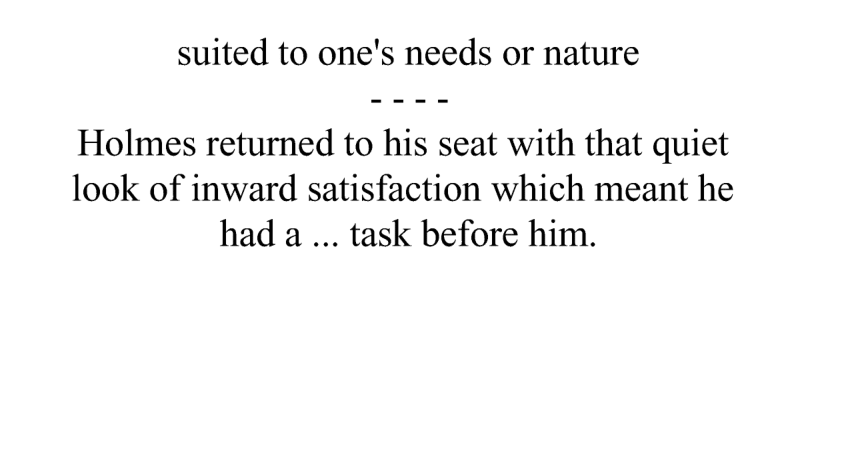 suited to one's needs or nature
- - - -
Holmes returned to his seat with that quiet
look of inward satisfaction which meant he
had a ... task before him.